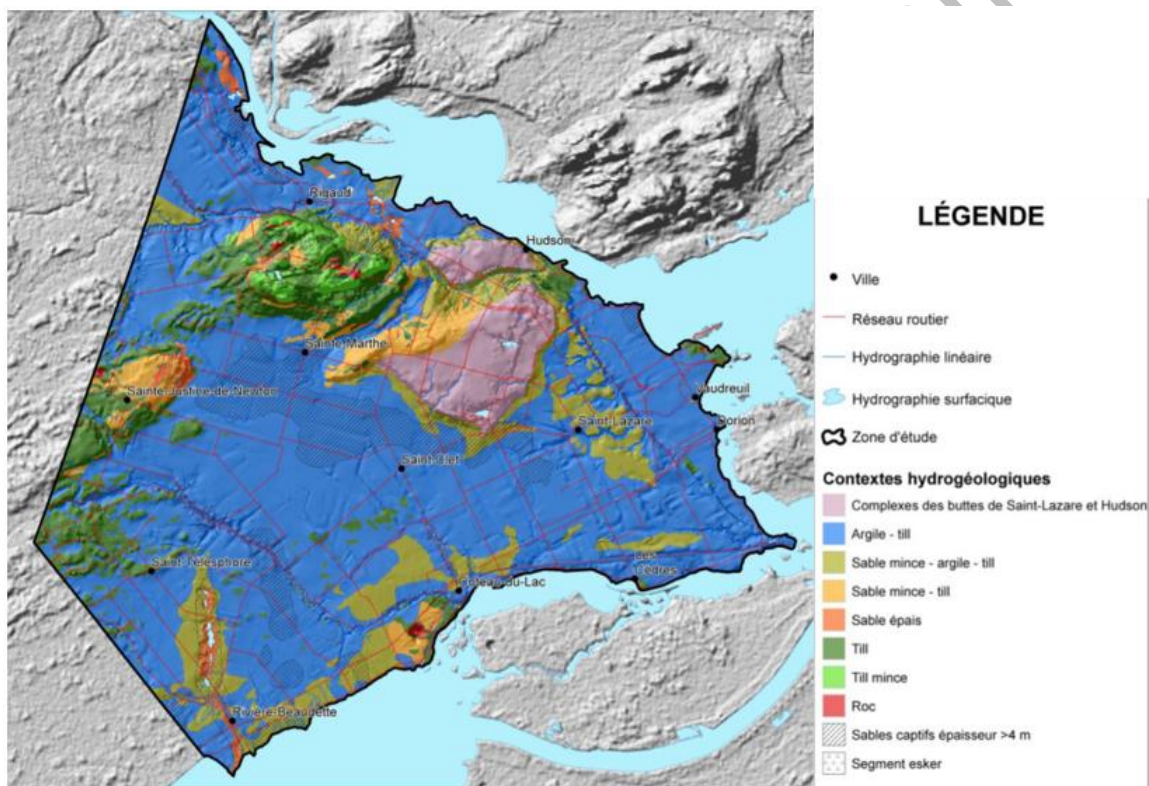 Rigaud
Hudson
Sainte-Marthe
Sainte-Justine-de-Newton
Vaudreuil
Dorion
Saint-Lazare
Saint-Clet
Saint-Télesphore
Les
Cèdres
Coteau-du-Lac
Rivière-Beaudette
LÉGENDE
Ville
Réseau routier
Hydrographie linéaire
Hydrographie surfacique
Zone d'étude
Contextes hydrogéologiques
Complexes des buttes de Saint-Lazare et Hudson
Argile - till
Sable mince - argile - till
Sable mince - till
Sable épais
Till
Till mince
Roc
Sables captifs épaisseur >4 m
Segment esker